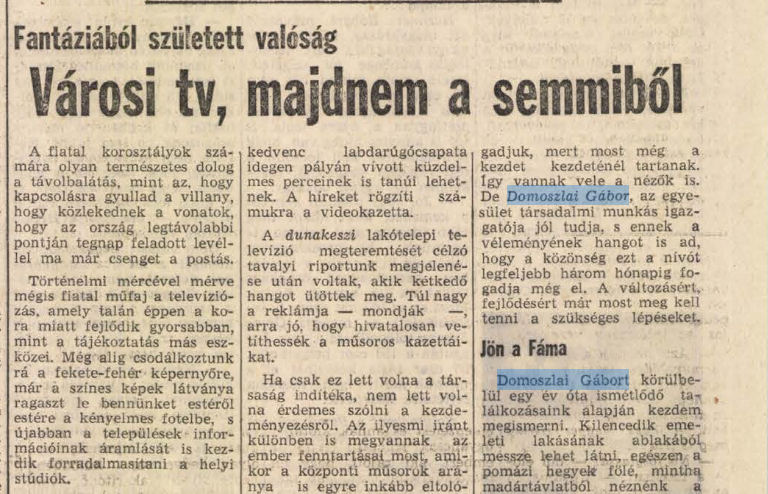 Fantáziából született valóság
Városi tv, majdnem a semmiből
A fiatal korosztályok szá-
mára olyan természetes dolog
a távolbalátás, mint az, hogy
kapcsolásra gyullad a villany,
hogy közlekednek a vonatok,
hogy az ország legtávolabbi
pontján tegnap feladott levél-
lel ma már csenget a postás.
Történelmi mércével mérve
mégis fiatal műfaj a televízió-
zás, amely talán éppen a ko-
ra miatt fejlődik gyorsabban,
mint a tájékoztatás más esz-
közei. Még alig csodálkoztunk
rá a fekete-fehér képernyőre,
már a színes képek látványa
ragaszt le bennünket estéről
estére a kényelmes fotelbe, s
újabban a települések infor-
mációinak áramlását is kez-
dik forradalmasítani a helyi
stúdiók.
kedvenc labdarúgócsapata
idegen pályán vívott küzdel-
mes perceinek is tanúi lehet-
nek. A híreket rögzíti szá-
mukra a videokazetta.
A dunakeszi lakótelepi te-
levízió megteremtését célzó
tavalyi riportunk megjelené-
se után voltak, akik kétkedő
hangot ütöttek meg. Túl nagy
a reklámja — mondják —,
arra jó, hogy hivatalosan ve-
títhessék a műsoros kazettái-
kat.
Ha csak ez lett volna a tár-
saság indítéka, nem lett vol-
na érdemes szólni a kezde-
ményezésről. Az ilyesmi iránt
különben is megvannak az
ember fenntartásai most, ami-
kor a központi műsorok ará-
nya is egyre inkább eltoló-
gadjuk, mert most még a
kezdet kezdeténél tartanak.
Így vannak vele a nézők is.
De Domoszlai Gábor, az egye-
sület társadalmi munkás igaz-
gatója jól tudja, s ennek a
véleményének hangot is ad,
hogy a közönség ezt a nívót
legfeljebb három hónapig fo-
gadja még el. A változásért,
fejlődésért már most meg kell
tenni a szükséges lépéseket.
Jön a Fáma
Domoszlai Gábort körülbe-
lül egy év óta ismétlődő ta-
lálkozásaink alapján kezdem
megismerni. Kilencedik eme-
leti lakásának ablakából
messze lehet látni, egészen a
pomázi hegyek fölé, mintha
madártávlatból néznénk a